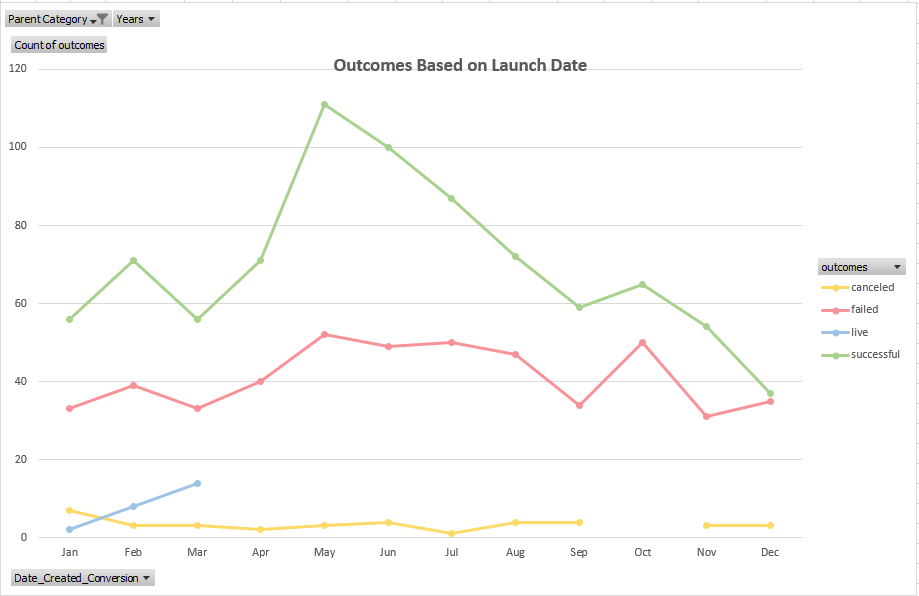 Parent Category Years
Count of outcomes
Outcomes Based on Launch Date
120
100
80
60
40
20
0
Jan Feb Mar Apr May Jun Jul Aug Sep Oct Nov Dec
outcomes
canceled
failed
live
successful
Date_Created_Conversion